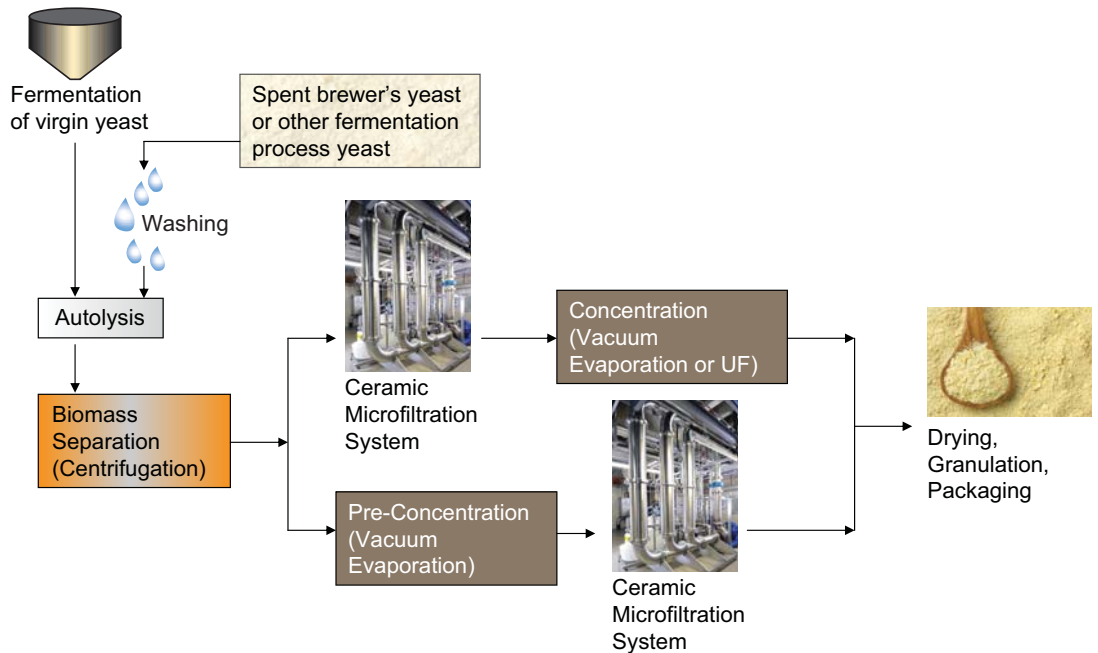 Fermentation
of virgin yeast
Spent brewer’s yeast
or other fermentation
process yeast
Washing
Autolysis
Biomass
Separation
(Centrifugation)
Ceramic
Microfiltration
System
Concentration
(Vacuum
Evaporation or UF)
Pre-Concentration
(Vacuum
Evaporation)
Ceramic
Microfiltration
System
Drying,
Granulation,
Packaging